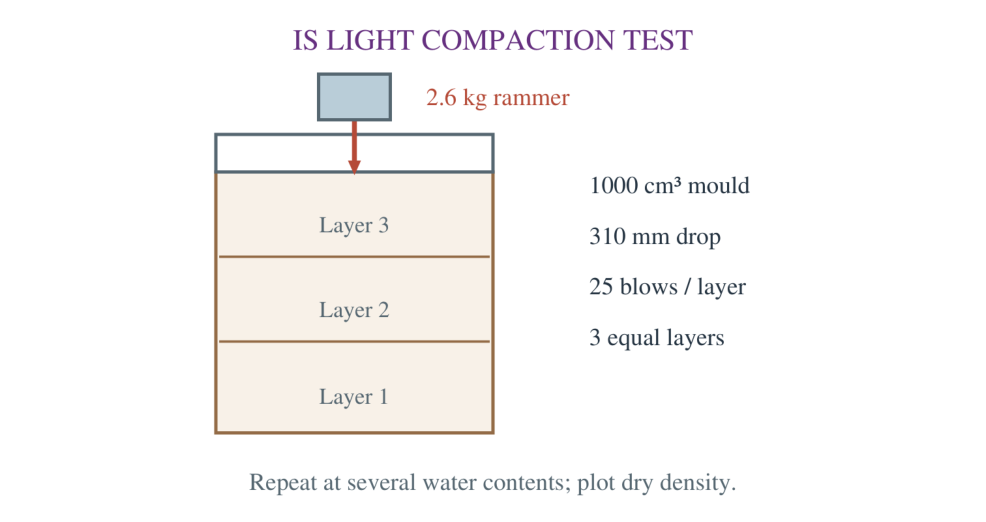 IS LIGHT COMPACTION TEST
2.6 kg rammer
1000 cm³ mould
Layer 3
310 mm drop
25 blows / layer
Layer 2
3 equal layers
Layer 1
Repeat at several water contents; plot dry density.